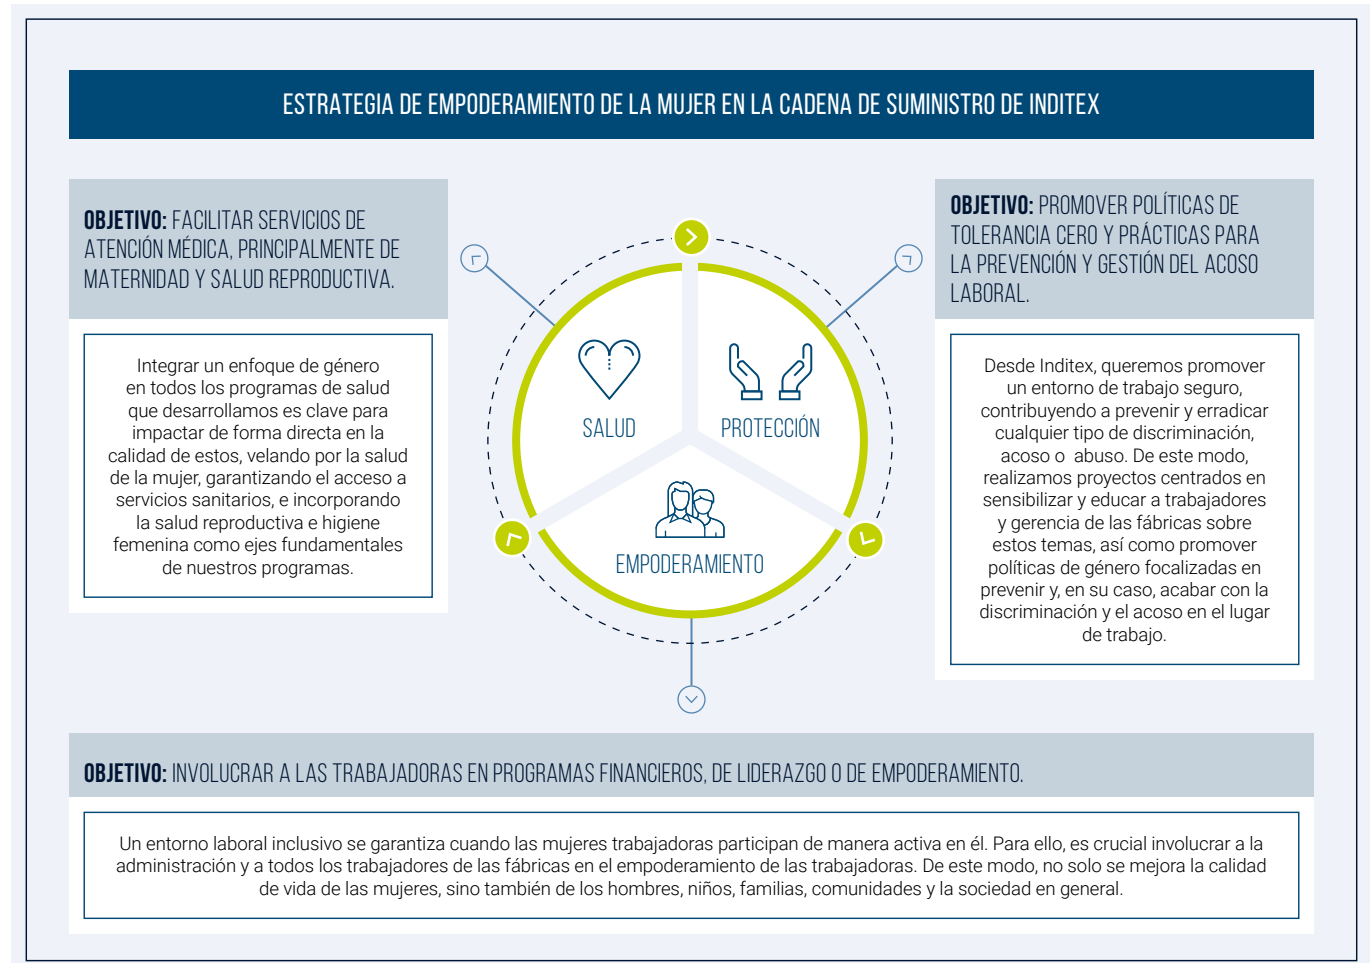 ESTRATEGIA DE EMPODERAMIENTO DE LA MUJER EN LA CADENA DE SUMINISTRO DE INDITEX
OBJETIVO: FACILITAR SERVICIOS DE
ATENCIÓN MÉDICA, PRINCIPALMENTE DE
MATERNIDAD Y SALUD REPRODUCTIVA.
Integrar un enfoque de género
en todos los programas de salud
que desarrollamos es clave para
impactar de forma directa en la
calidad de estos, velando por la salud
de la mujer, garantizando el acceso a
servicios sanitarios, e incorporando
la salud reproductiva e higiene
femenina como ejes fundamentales
de nuestros programas.
SALUD
PROTECCIÓN
EMPODERAMIENTO
OBJETIVO: PROMOVER POLÍTICAS DE
TOLERANCIA CERO Y PRÁCTICAS PARA
LA PREVENCIÓN Y GESTIÓN DEL ACOSO
LABORAL.
Desde Inditex, queremos promover
un entorno de trabajo seguro,
contribuyendo a prevenir y erradicar
cualquier tipo de discriminación,
acoso o abuso. De este modo,
realizamos proyectos centrados en
sensibilizar y educar a trabajadores
y gerencia de las fábricas sobre
estos temas, así como promover
políticas de género focalizadas en
prevenir y, en su caso, acabar con la
discriminación y el acoso en el lugar
de trabajo.
OBJETIVO: INVOLUCRAR A LAS TRABAJADORAS EN PROGRAMAS FINANCIEROS, DE LIDERAZGO O DE EMPODERAMIENTO.
Un entorno laboral inclusivo se garantiza cuando las mujeres trabajadoras participan de manera activa en él. Para ello, es crucial involucrar a la
administración y a todos los trabajadores de las fábricas en el empoderamiento de las trabajadoras. De este modo, no solo se mejora la calidad
de vida de las mujeres, sino también de los hombres, niños, familias, comunidades y la sociedad en general.